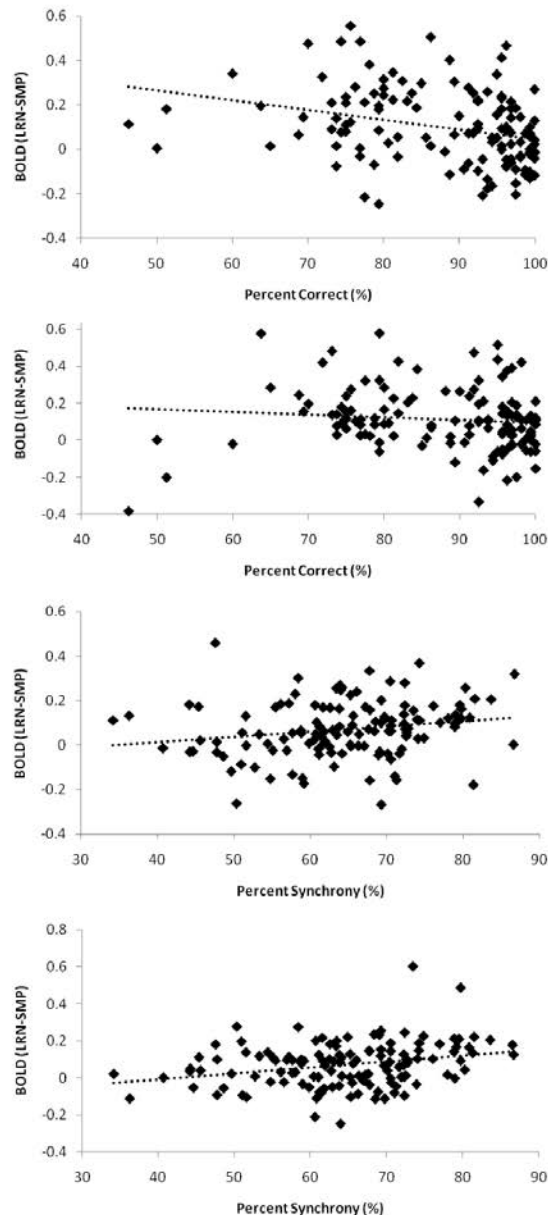 BOLD (LRN-SMP)
0.6
0.4
0.2
0
-0.2
-0.4
40 50 60 70 80 90 100
Percent Correct (%)
BOLD (LRN-SMP)
0.6
0.4
0.2
0
-0.2
-0.4
40 50 60 70 80 90 100
Percent Correct (%)
BOLD (LRN-SMP)
0.6
0.4
0.2
0
-0.2
-0.4
30 40 50 60 70 80 90
Percent Synchrony (%)
BOLD (LRN-SMP)
0.8
0.6
0.4
0.2
0
-0.2
-0.4
30 40 50 60 70 80 90
Percent Synchrony (%)